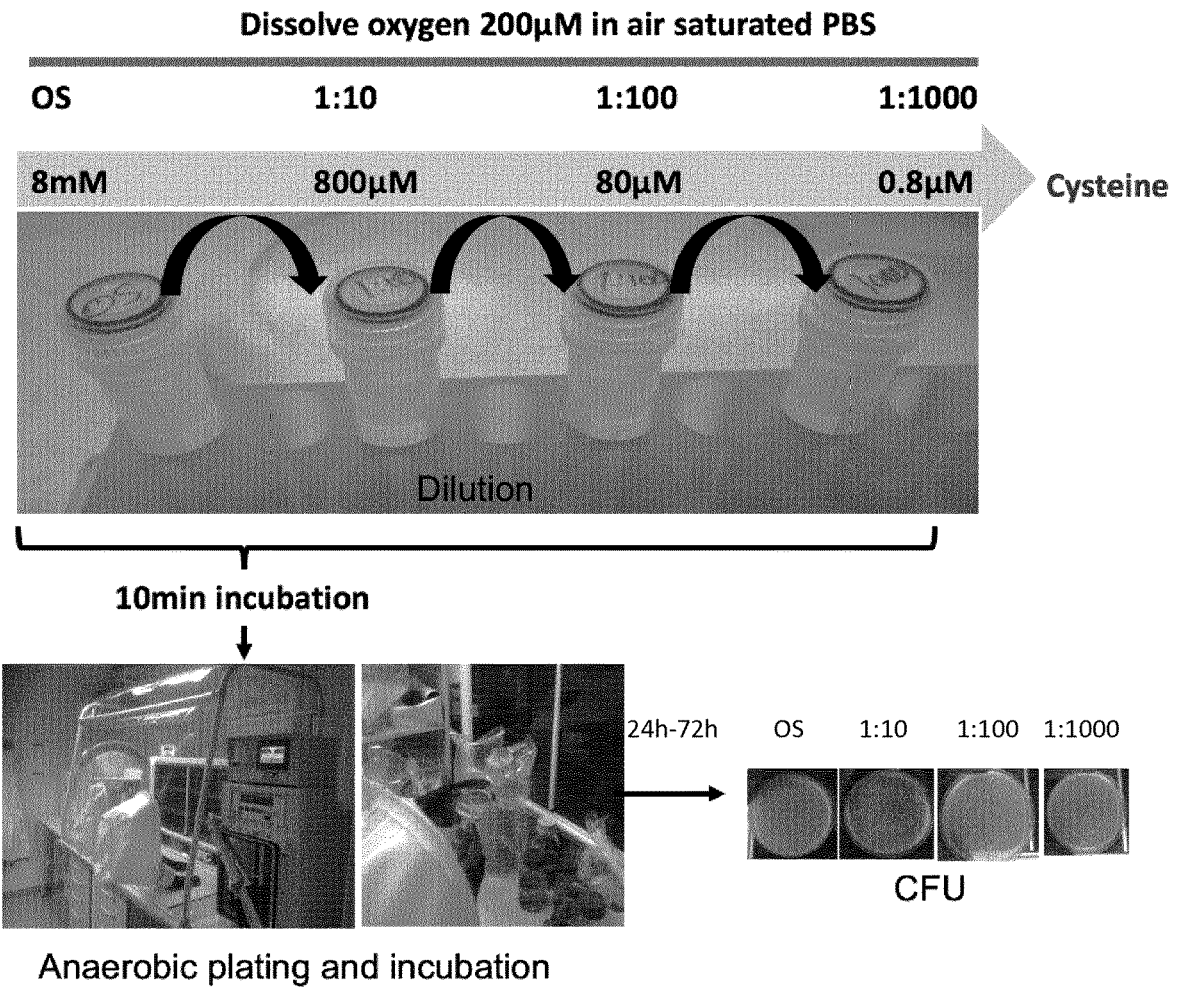 Dissolve oxygen 200μM in air saturated PBS
OS 1:10 1:100 1:1000
8mM 800μM 80μM 0.8μM Cysteine
OS
Dilution
10min incubation
24h-72h OS 1:10 1:100 1:1000
CFU
Anaerobic plating and incubation